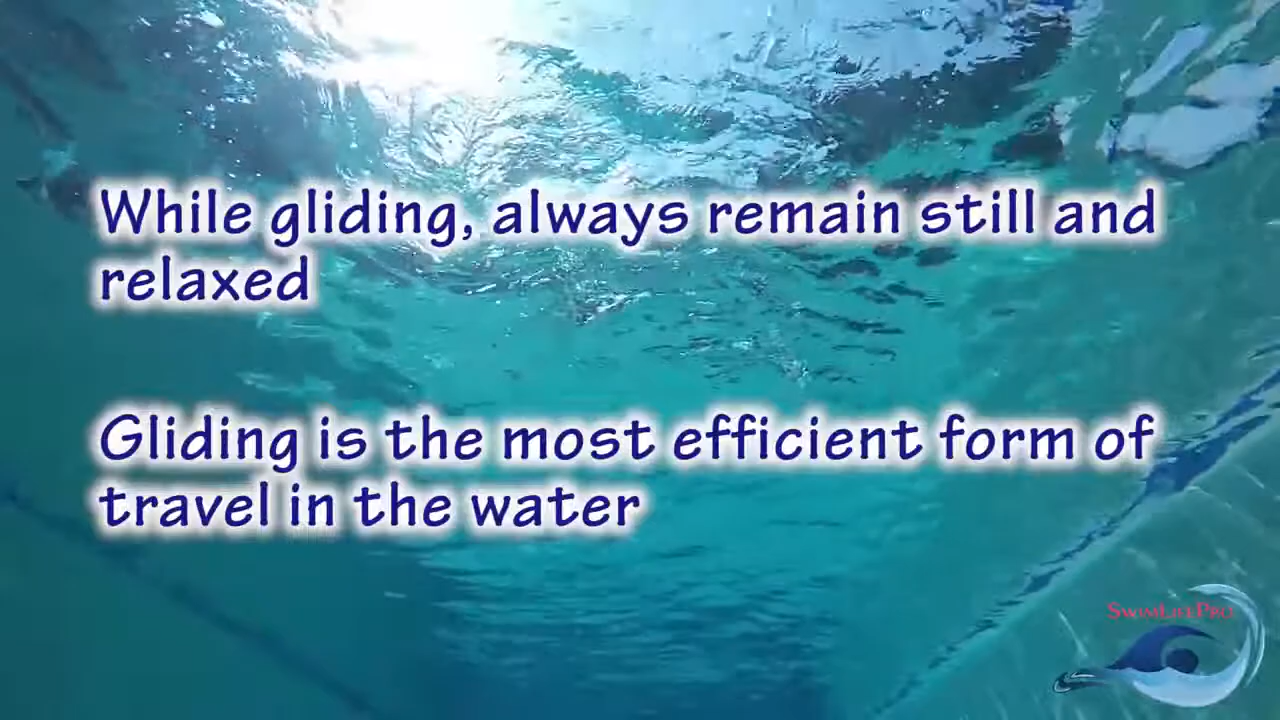 While gliding, always remain still and
relaxed
Gliding is the most efficient form of
travel in the water
SwimLifePro